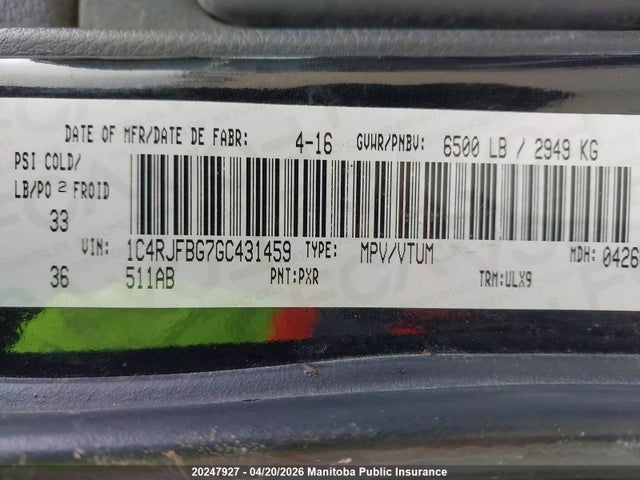 DATE OF MFR/DATE DE FABR: 4-16 GVWR/PNBV: 6500 LB / 2949 KG
PSI COLD/
LB/PO 2 FROID
33
VIN: 1C4RJFBG7GC431459 TYPE: MPV/VTUM MDH: 0426
36 511AB PNT:PXR TRM:ULX9
20247927 - 04/20/2026 Manitoba Public Insurance